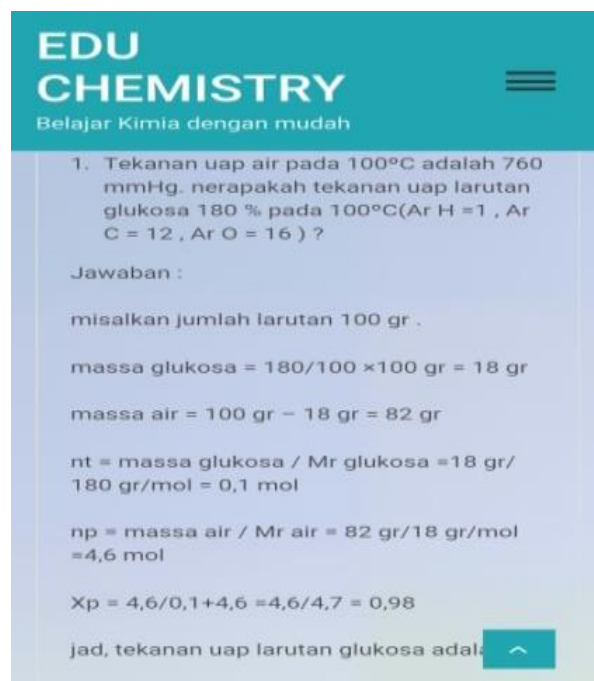 EDU
CHEMISTRY
Belajar Kimia dengan mudah
1. Tekanan uap air pada 100ºC adalah 760
mmHg. nerapakah tekanan uap larutan
glukosa 180 % pada 100ºC(Ar H =1 , Ar
C = 12 , Ar O = 16 ) ?
Jawaban :
misalkan jumlah larutan 100 gr .
massa glukosa = 180/100 ×100 gr = 18 gr
massa air = 100 gr – 18 gr = 82 gr
nt = massa glukosa / Mr glukosa =18 gr/
180 gr/mol = 0,1 mol
np = massa air / Mr air = 82 gr/18 gr/mol
=4,6 mol
Xp = 4,6/0,1+4,6 =4,6/4,7 = 0,98
jad, tekanan uap larutan glukosa